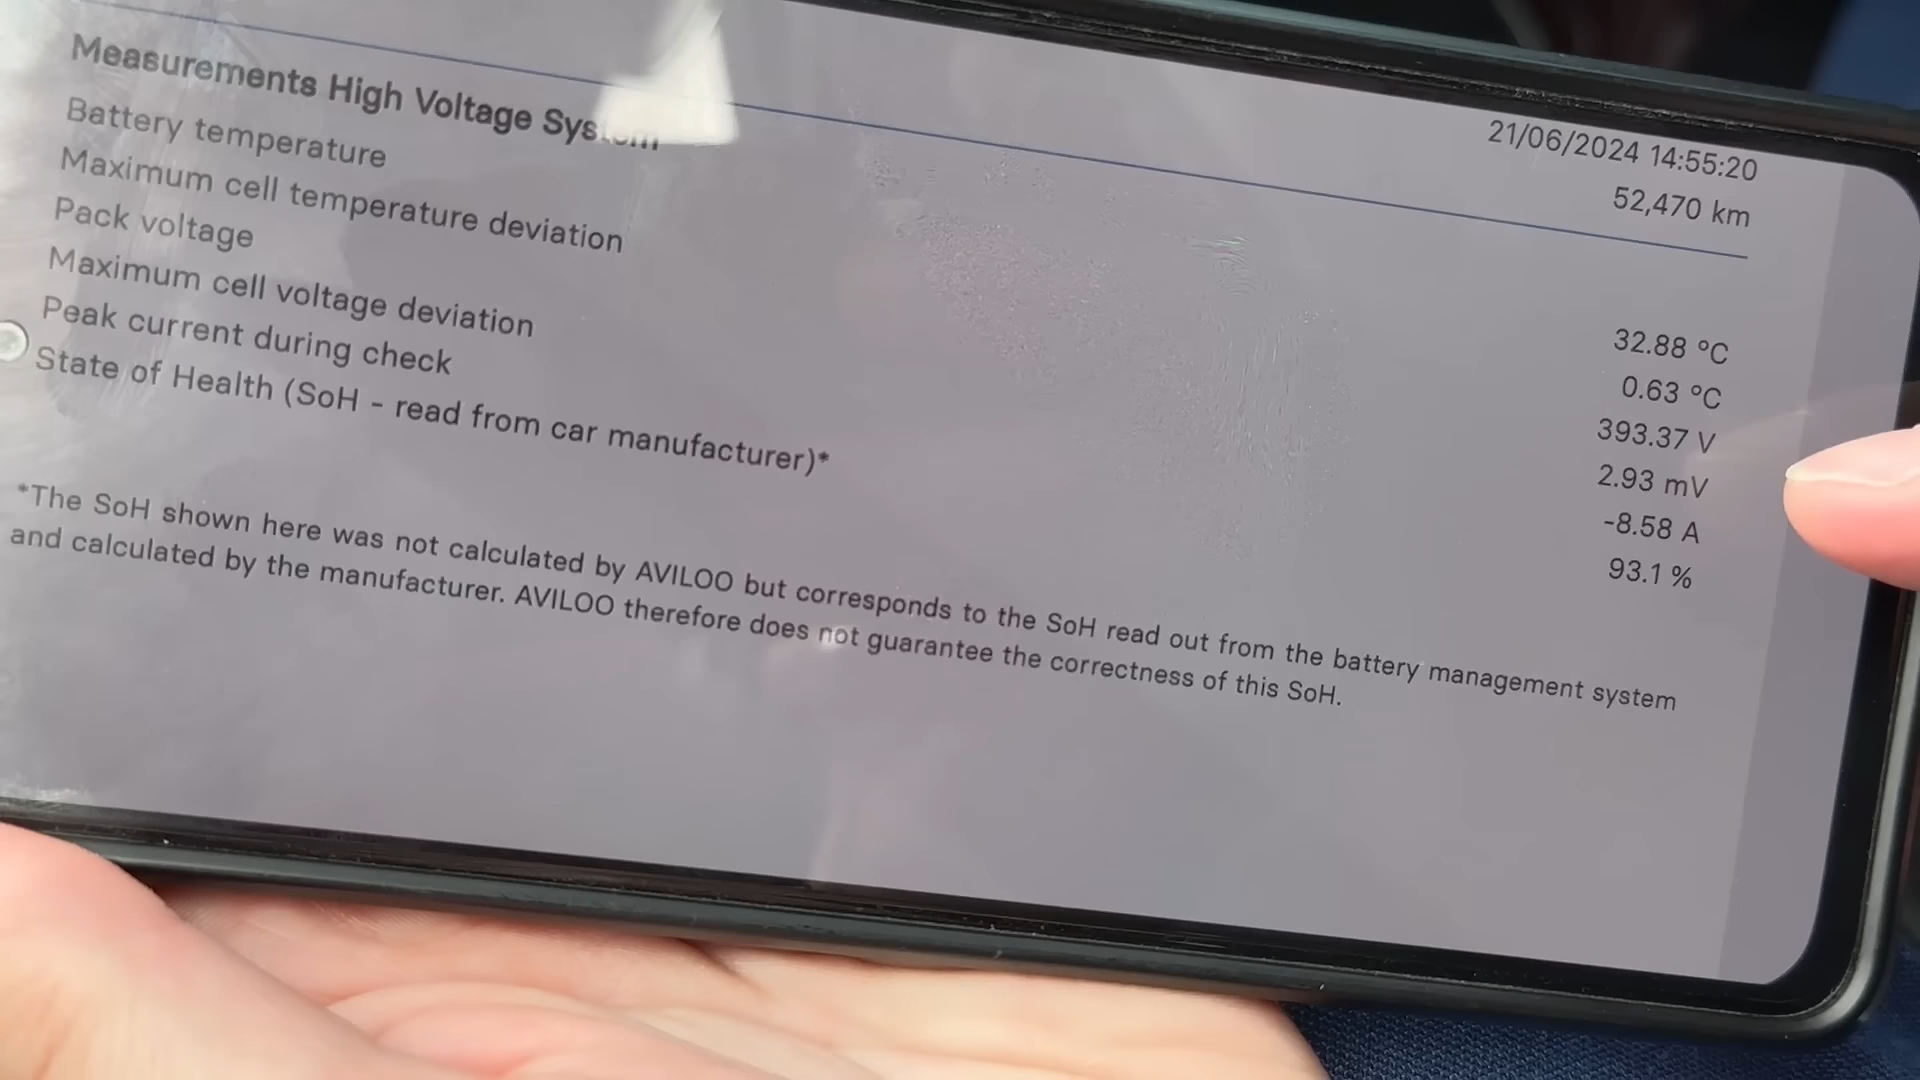 21/06/2024 14:55:20
52,470 km
Measurements High Voltage System
Battery temperature 32.88 °C
Maximum cell temperature deviation 0.63 °C
Pack voltage 393.37 V
Maximum cell voltage deviation 2.93 mV
Peak current during check -8.58 A
State of Health (SoH - read from car manufacturer)* 93.1 %
*The SoH shown here was not calculated by AVILOO but corresponds to the SoH read out from the battery management system
and calculated by the manufacturer. AVILOO therefore does not guarantee the correctness of this SoH.